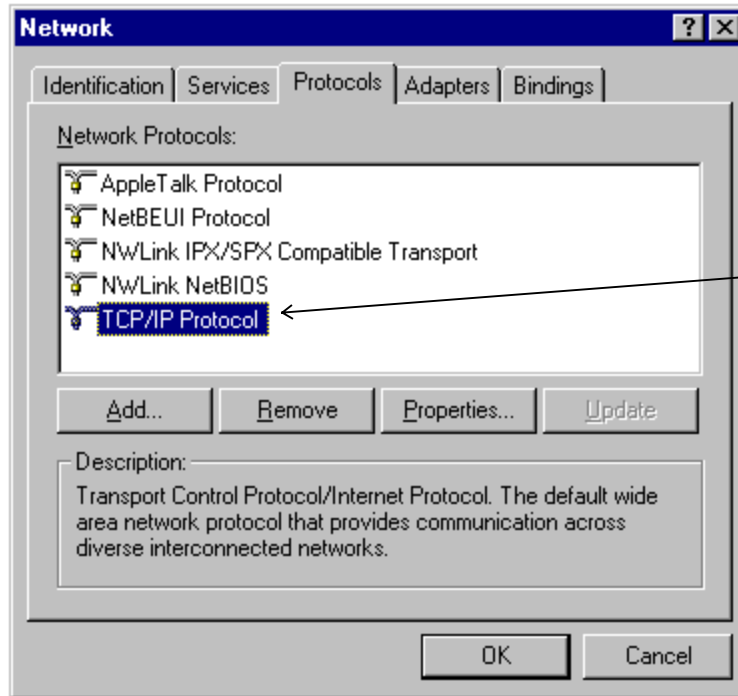 Network
Identification Services Protocols Adapters Bindings
Network Protocols:
AppleTalk Protocol
NetBEUI Protocol
NWLink IPX/SPX Compatible Transport
NWLink NetBIOS
TCP/IP Protocol
Add... Remove Properties... Update
Description:
Transport Control Protocol/Internet Protocol. The default wide
area network protocol that provides communication across
diverse interconnected networks.
OK Cancel